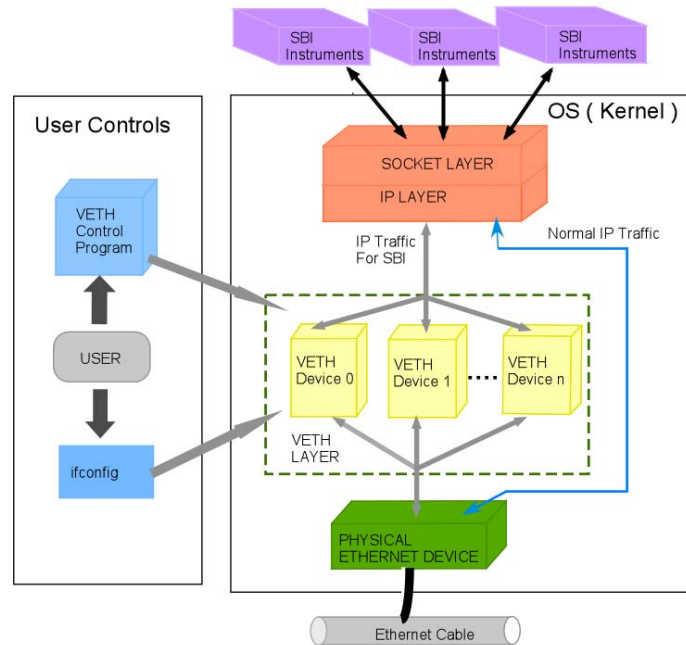 SBI
Instruments
SBI
Instruments
SBI
Instruments
User Controls
OS ( Kernel )
SOCKET LAYER
IP LAYER
VETH
Control
Program
IP Traffic
For SBI
Normal IP Traffic
USER
VETH
Device 0
VETH
Device 1
VETH
Device n
VETH
LAYER
ifconfig
PHYSICAL
ETHERNET DEVICE
Ethernet Cable